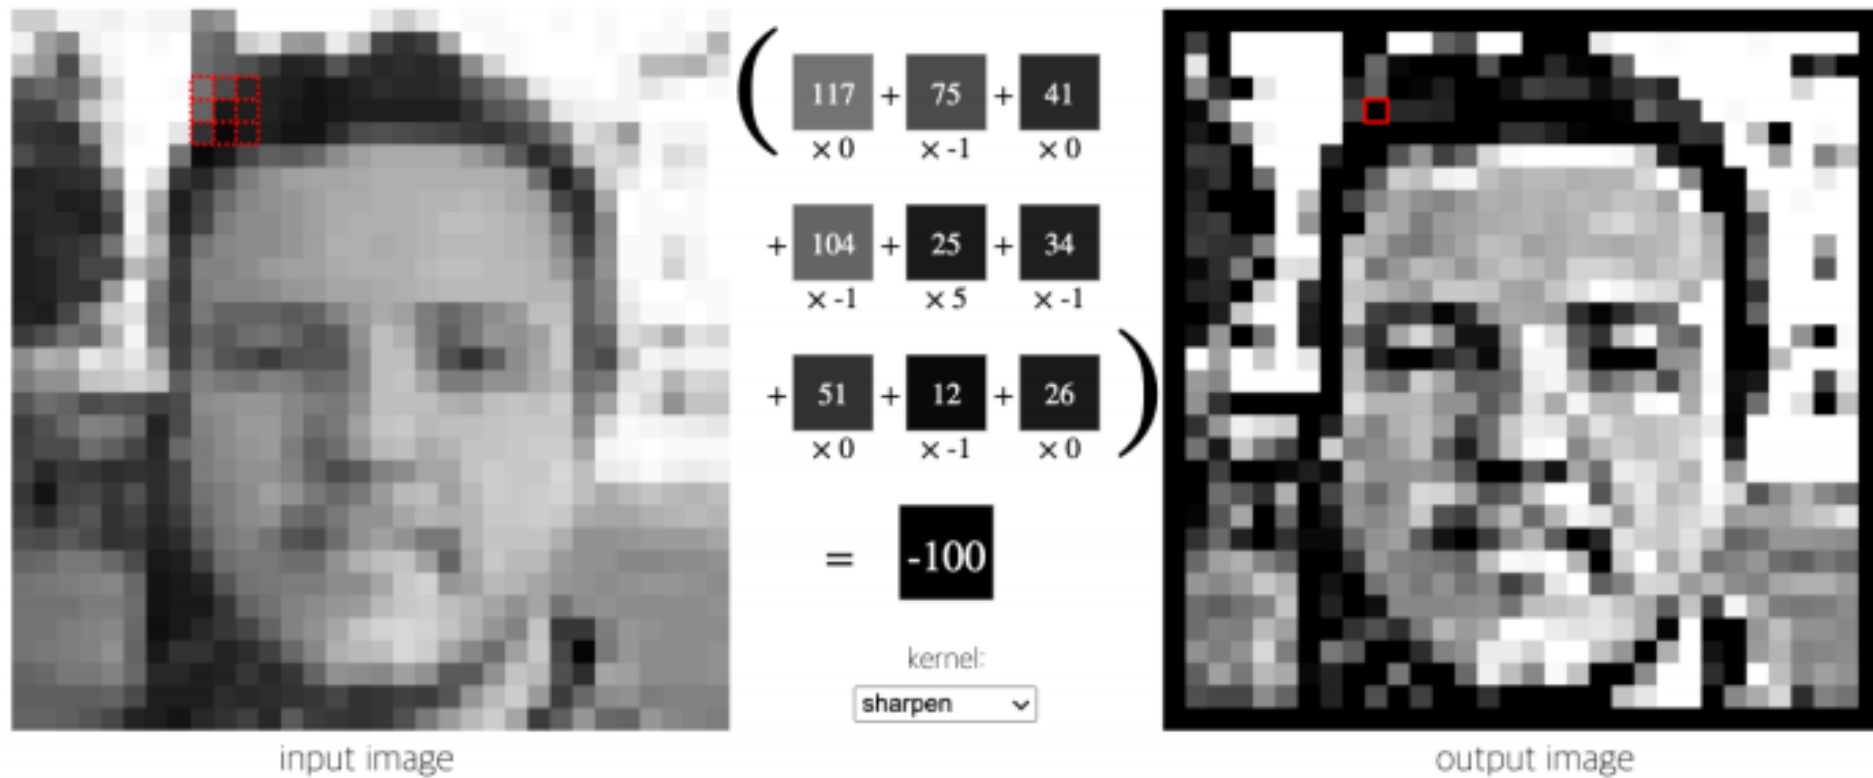 ( 117 + 75 + 41
× 0 × -1 × 0
+ 104 + 25 + 34
× -1 × 5 × -1
+ 51 + 12 + 26 )
× 0 × -1 × 0
= -100
kernel:
sharpen
input image
output image